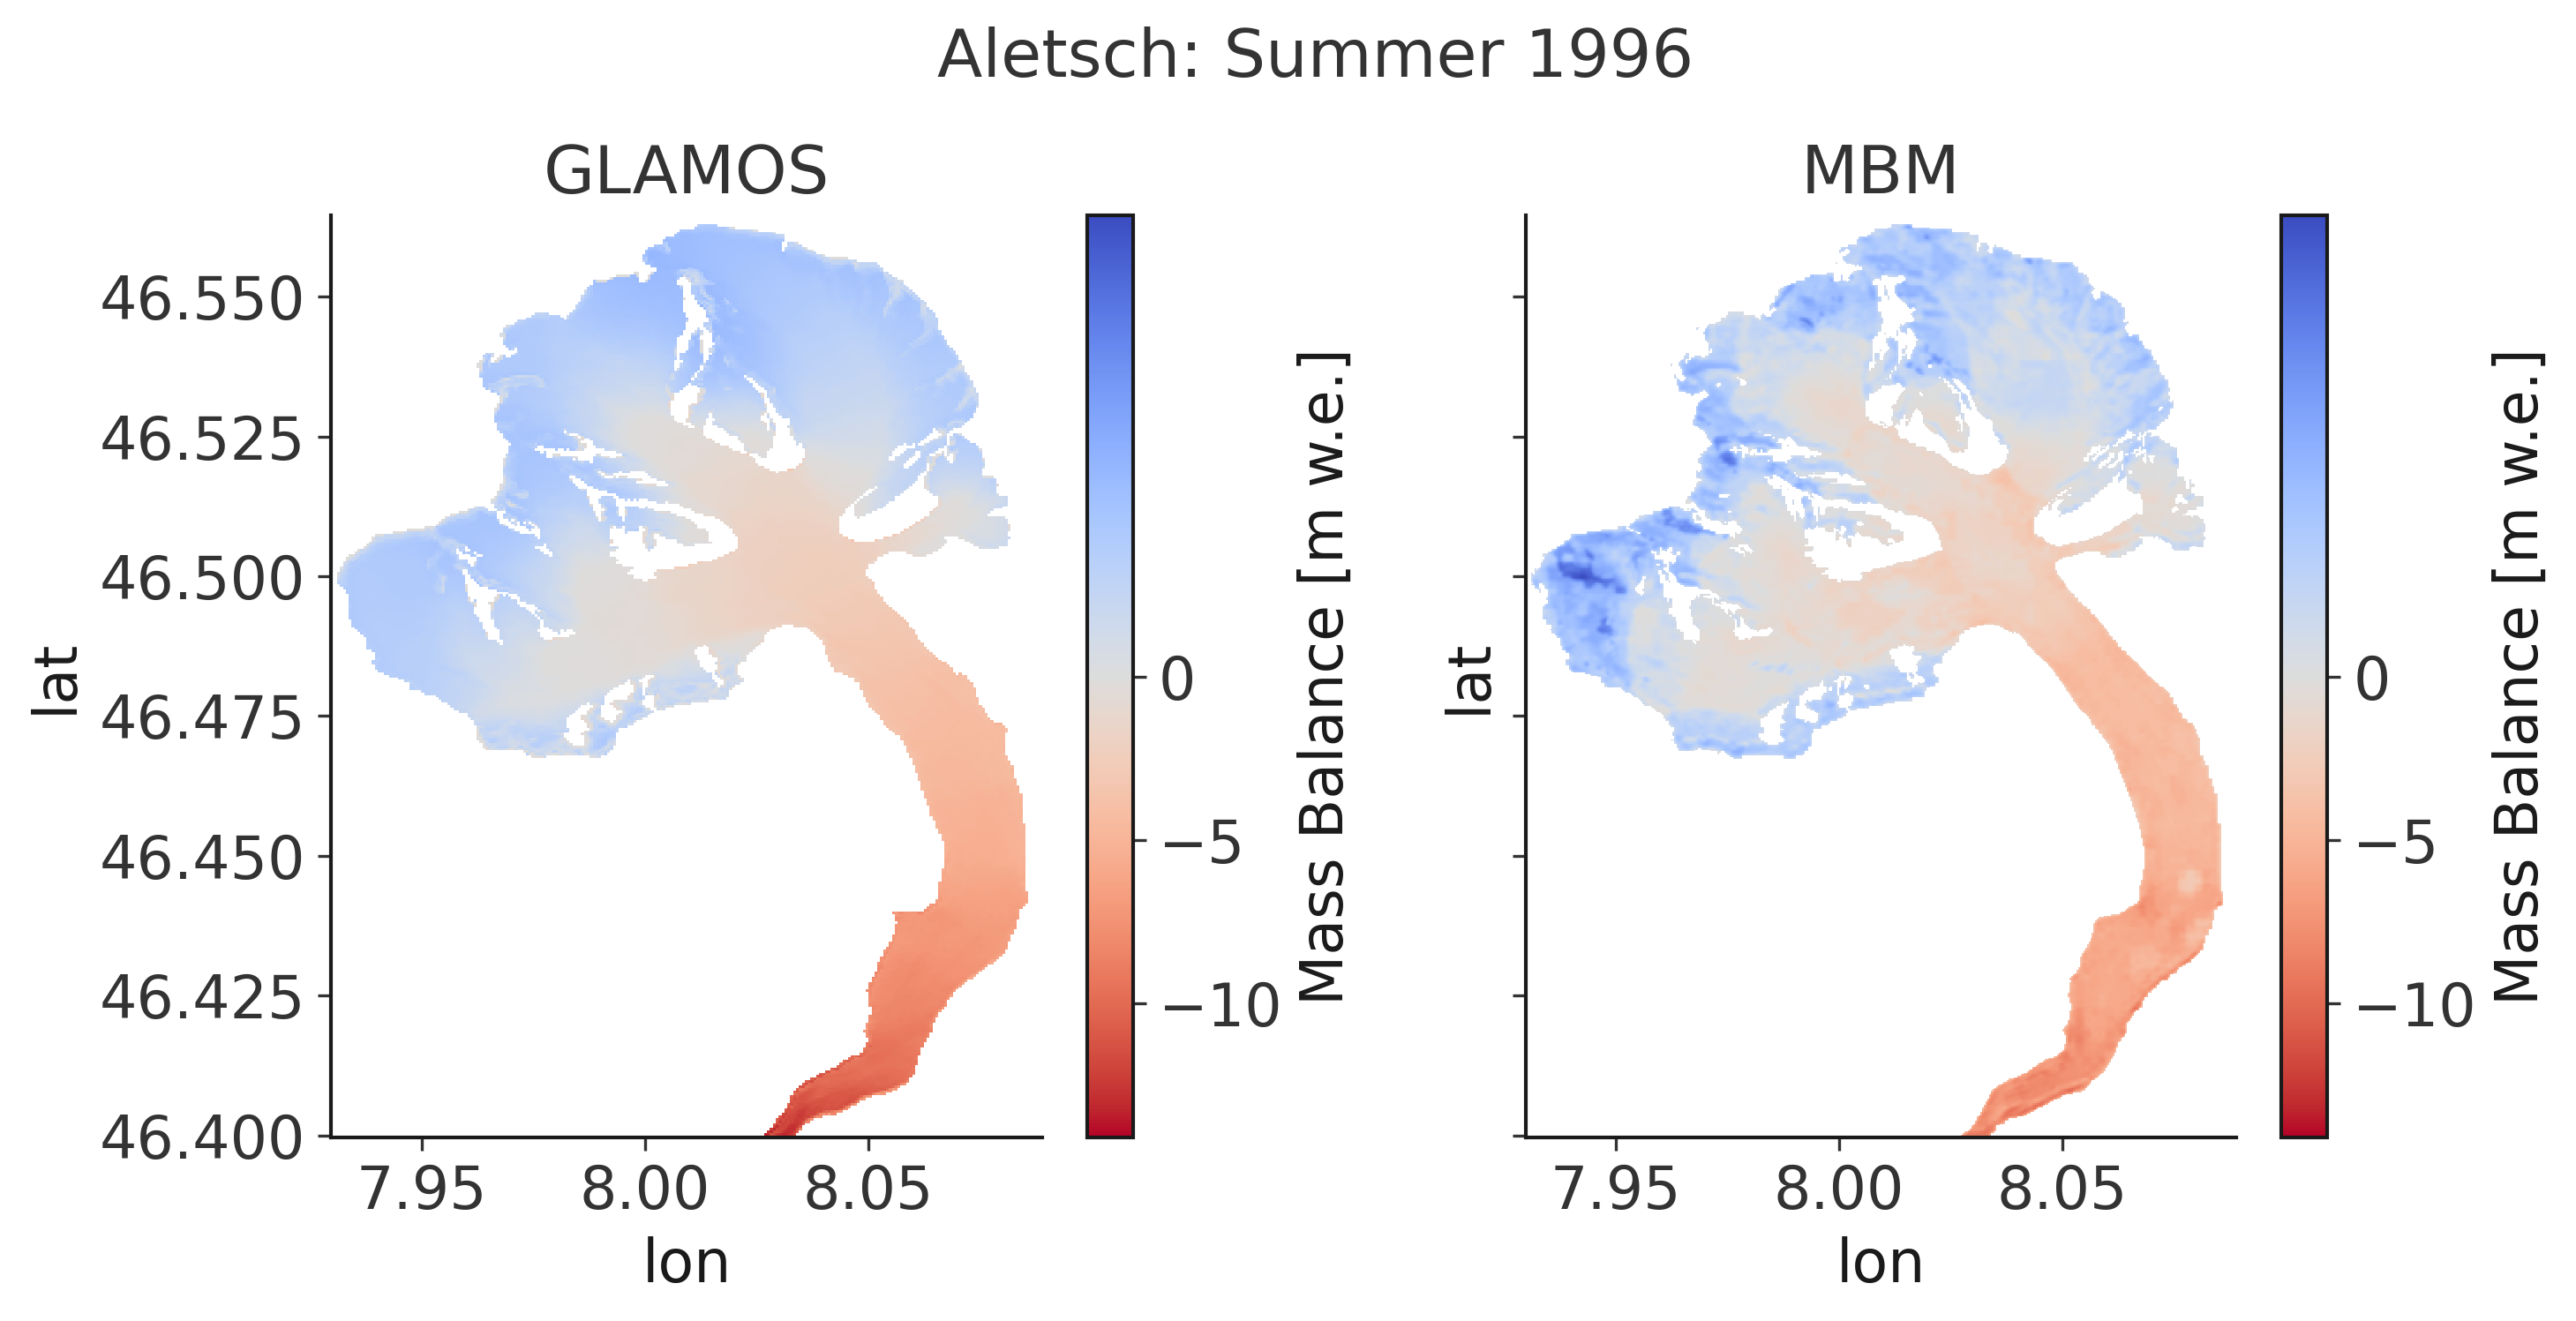 Aletsch: Summer 1996
GLAMOS
46.550
46.525
46.500
46.475
46.450
46.425
46.400
lat
7.95 8.00 8.05
lon
0
−5
−10
Mass Balance [m w.e.]
MBM
lat
7.95 8.00 8.05
lon
0
−5
−10
Mass Balance [m w.e.]